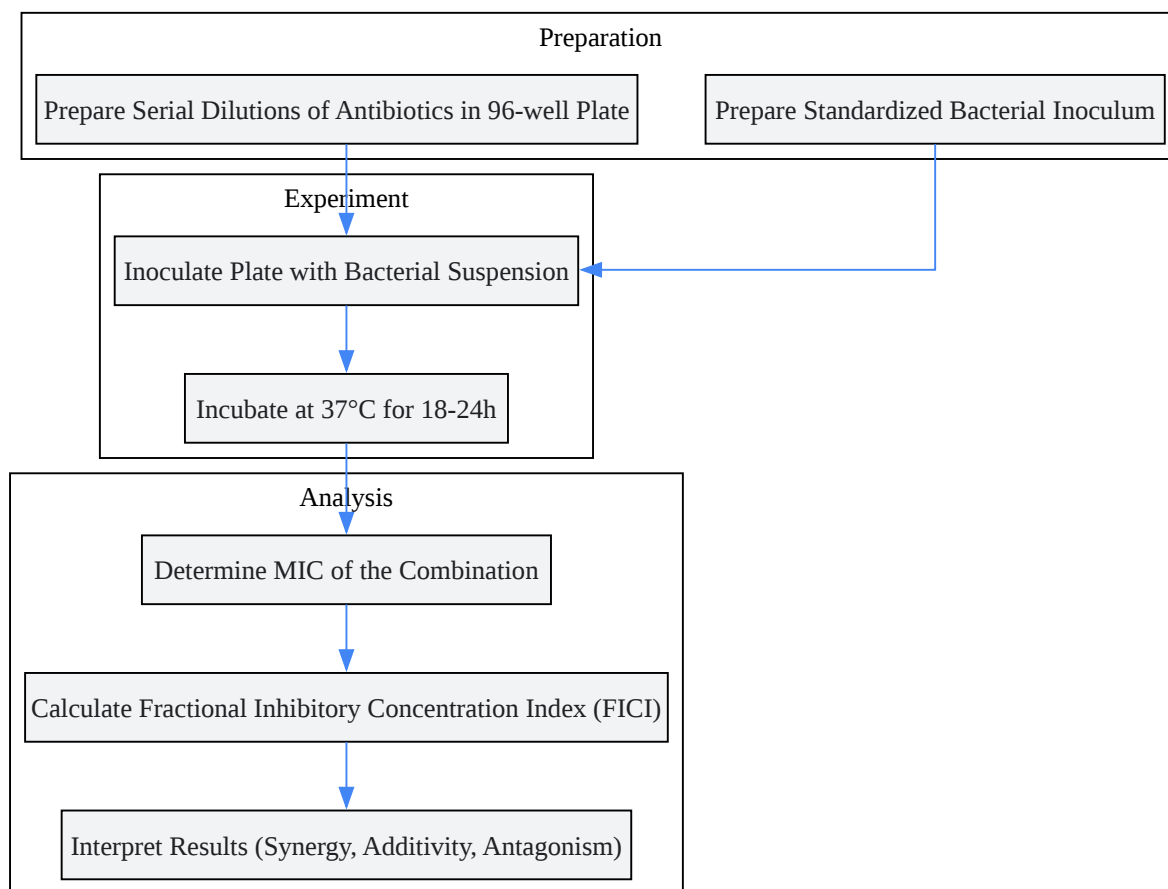 Preparation
Prepare Serial Dilutions of Antibiotics in 96-well Plate
Prepare Standardized Bacterial Inoculum
Experiment
Inoculate Plate with Bacterial Suspension
Incubate at 37°C for 18-24h
Analysis
Determine MIC of the Combination
Calculate Fractional Inhibitory Concentration Index (FICI)
Interpret Results (Synergy, Additivity, Antagonism)